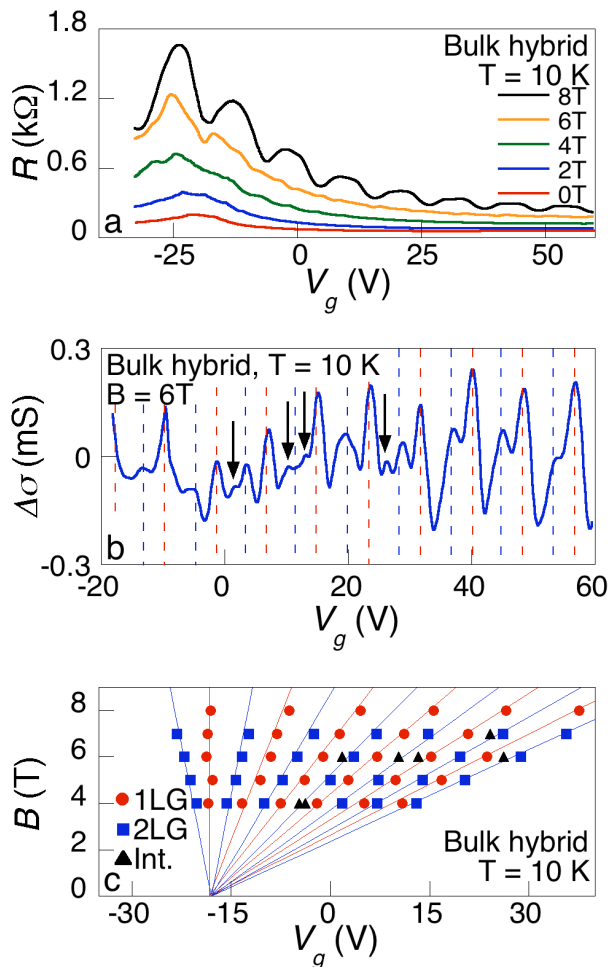 1.8
1.2
0.6
0
R (kΩ)
Bulk hybrid
T = 10 K
8T
6T
4T
2T
0T
a
-25
0
25
50
Vg (V)
0.3
0
-0.3
Δσ (mS)
Bulk hybrid, T = 10 K
B = 6T
b
-20
0
20
40
60
Vg (V)
8
6
4
2
0
B (T)
1LG
2LG
Int.
c
Bulk hybrid
T = 10 K
-30
-15
0
15
30
Vg (V)